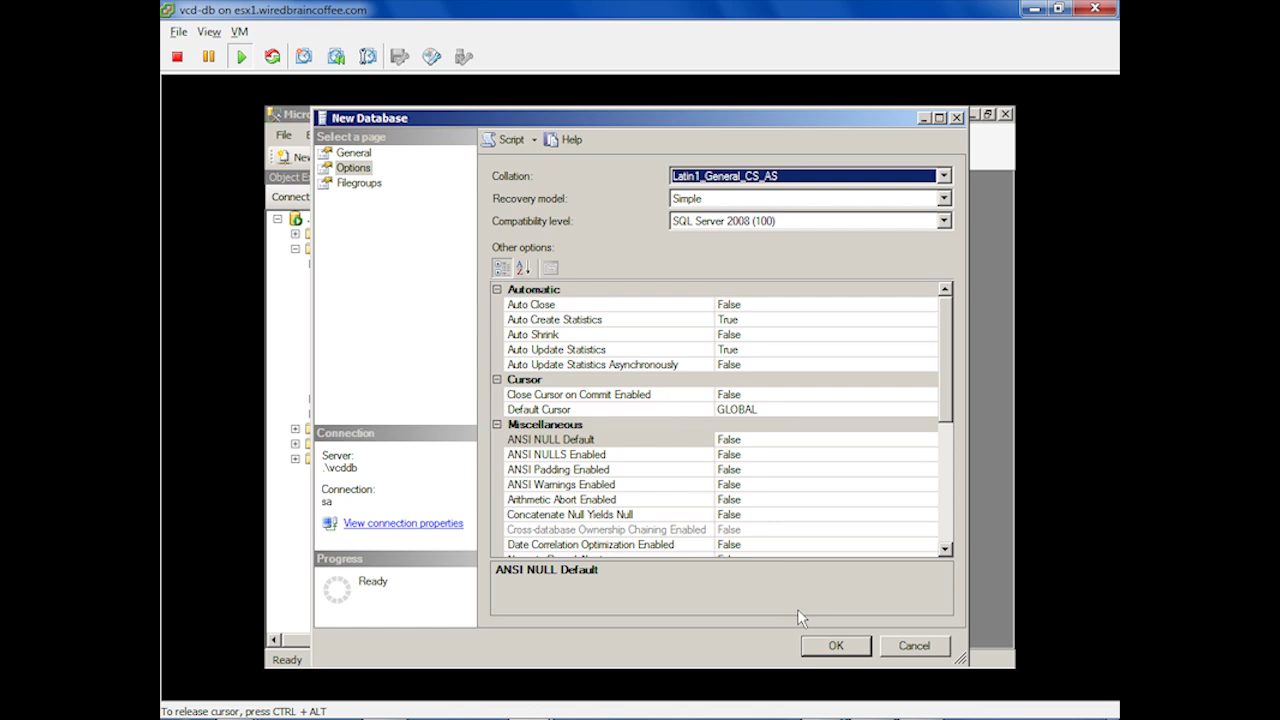 vcd-db on esx1.wiredbraincoffee.com
File View VM
Micro
New Database
File E
Select a page
Script Help
New
General
Options
Filegroups
Object E
Connect
Collation: Latin1_General_CS_AS
Recovery model: Simple
Compatibility level: SQL Server 2008 (100)
Other options:
Automatic
Auto Close False
Auto Create Statistics True
Auto Shrink False
Auto Update Statistics True
Auto Update Statistics Asynchronously False
Cursor
Close Cursor on Commit Enabled False
Default Cursor GLOBAL
Miscellaneous
ANSI NULL Default False
ANSI NULLS Enabled False
ANSI Padding Enabled False
ANSI Warnings Enabled False
Arithmetic Abort Enabled False
Concatenate Null Yields Null False
Cross-database Ownership Chaining Enabled False
Date Correlation Optimization Enabled False
ANSI NULL Default
Connection
Server:
.\vcddb
Connection:
sa
View connection properties
Progress
Ready
OK Cancel
Ready
To release cursor, press CTRL + ALT